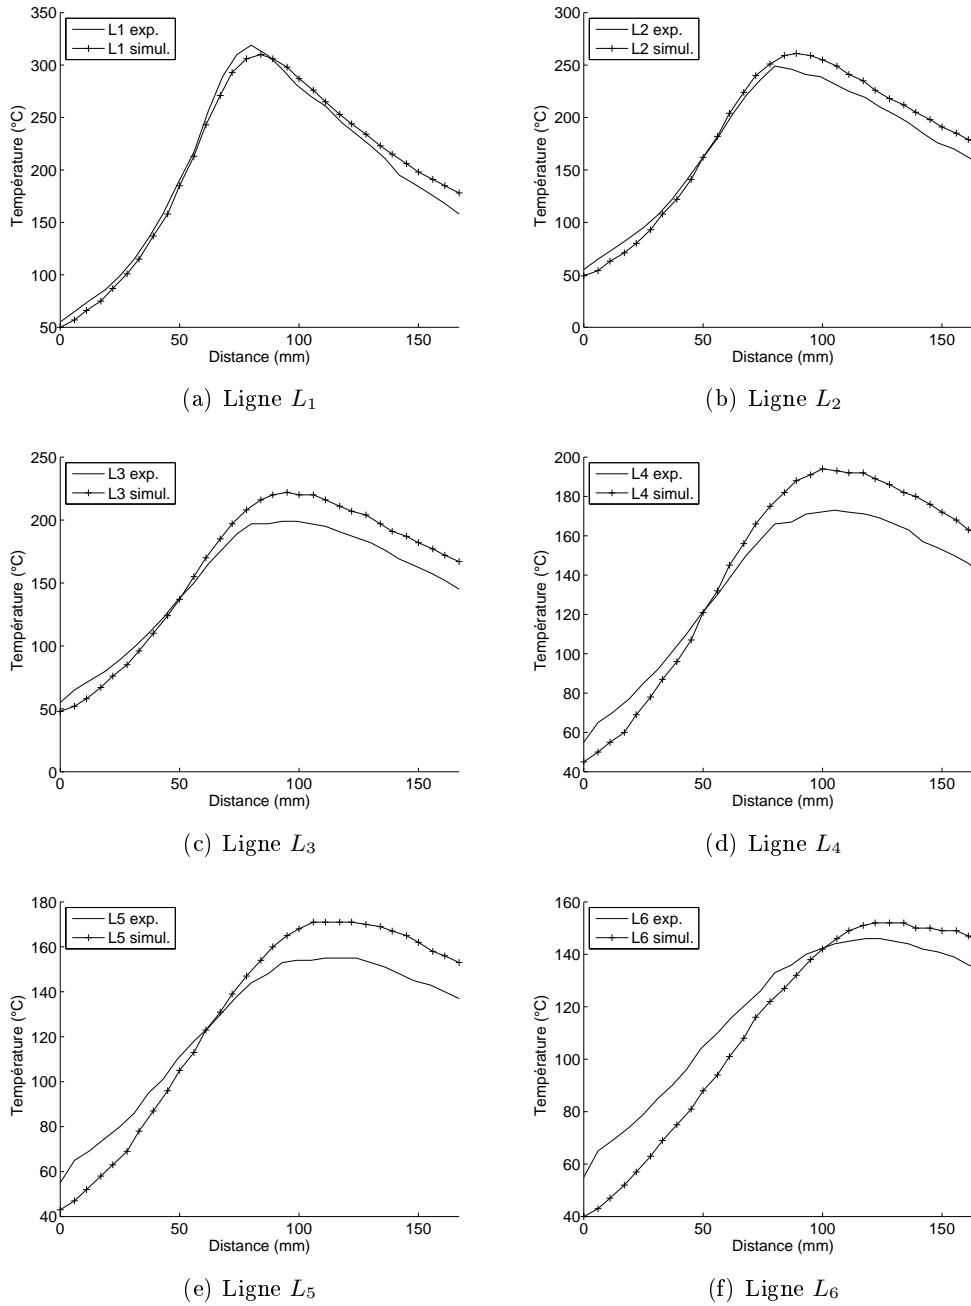 350
300
250
200
150
100
50
Température (°C)
L1 exp.
L1 simul.
0
50
100
150
Distance (mm)
(a) Ligne L₁
300
250
200
150
100
50
0
Température (°C)
L2 exp.
L2 simul.
0
50
100
150
Distance (mm)
(b) Ligne L₂
250
200
150
100
50
0
Température (°C)
L3 exp.
L3 simul.
0
50
100
150
Distance (mm)
(c) Ligne L₃
200
180
160
140
120
100
80
60
40
Température (°C)
L4 exp.
L4 simul.
0
50
100
150
Distance (mm)
(d) Ligne L₄
180
160
140
120
100
80
60
40
Température (°C)
L5 exp.
L5 simul.
0
50
100
150
Distance (mm)
(e) Ligne L₅
160
140
120
100
80
60
40
Température (°C)
L6 exp.
L6 simul.
0
50
100
150
Distance (mm)
(f) Ligne L₆